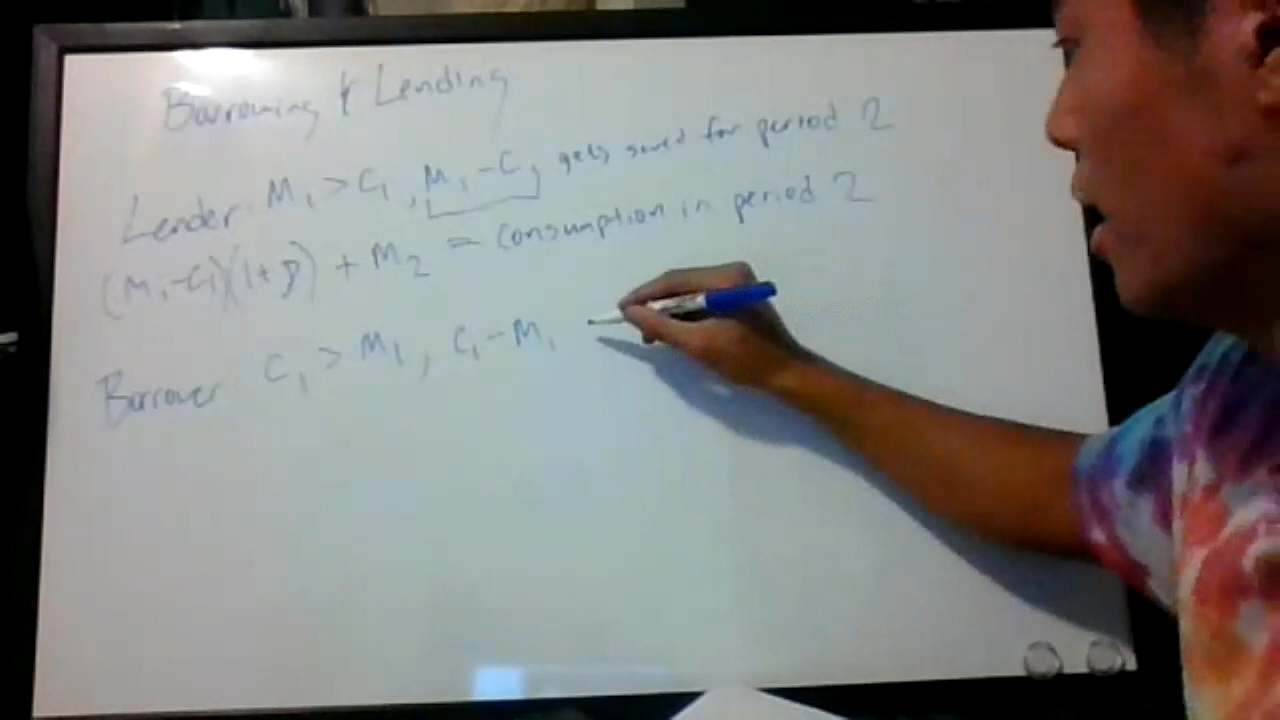 Borrowing & Lending
Lender: M₁ > C₁, M₁ - C₁ gets saved for period 2
(M₁-C₁)(1+ρ) + M₂ = consumption in period 2
Borrower C₁ > M₁, C₁ - M₁